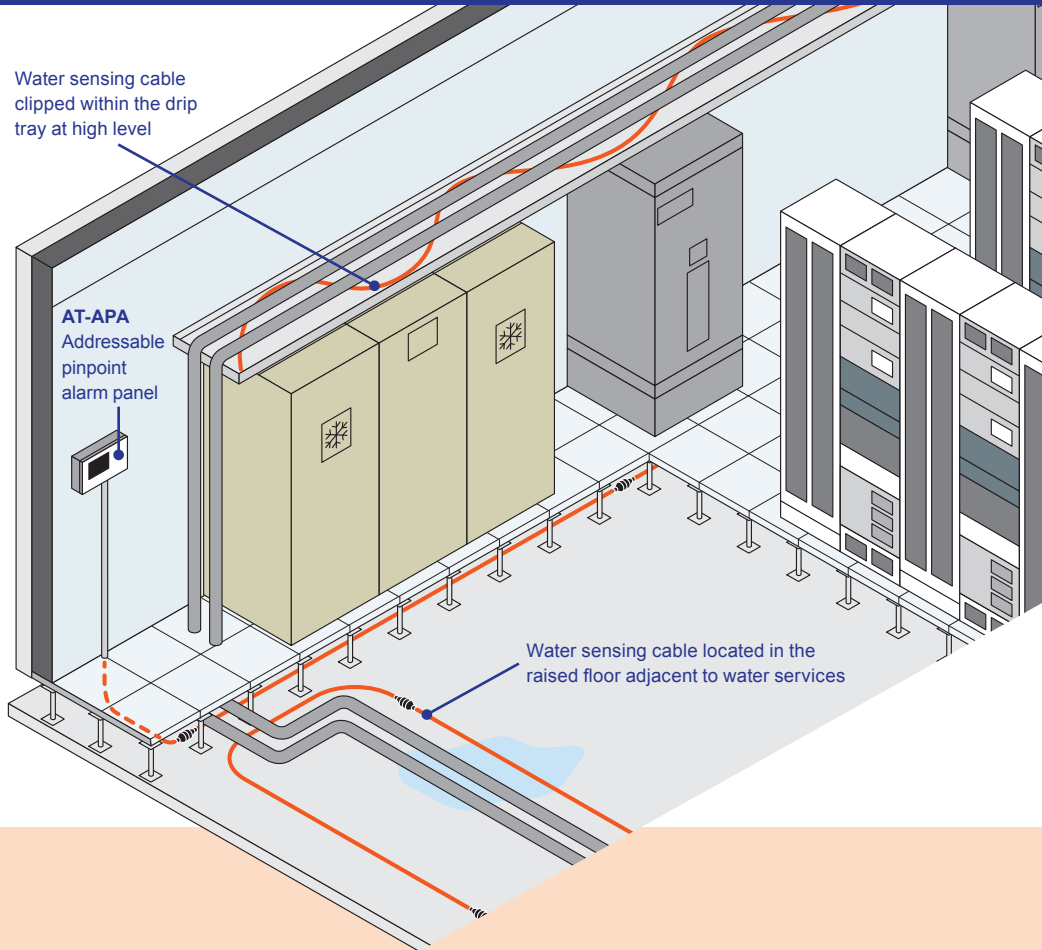 Water sensing cable
clipped within the drip
tray at high level
AT-APA
Addressable
pinpoint
alarm panel
Water sensing cable located in the
raised floor adjacent to water services